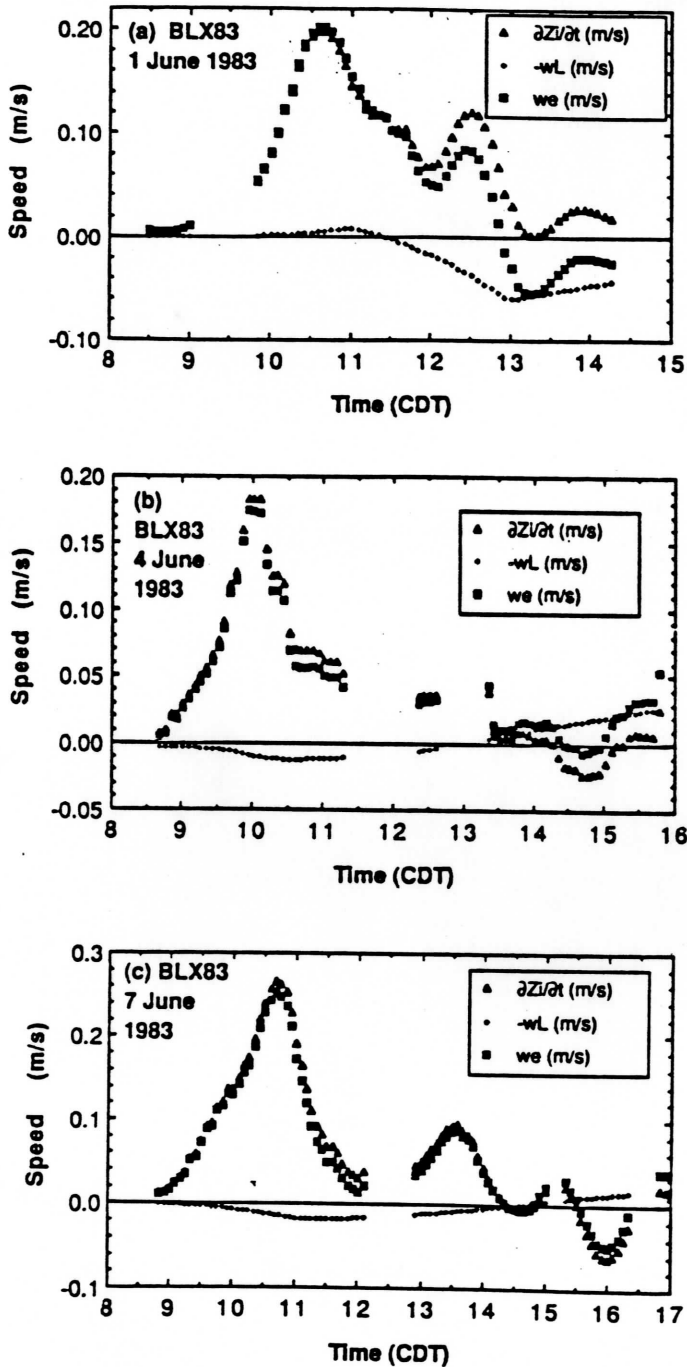 (a) BLX83
1 June 1983
∂Zi/∂t (m/s)
-wL (m/s)
we (m/s)
Speed (m/s)
0.20
0.10
0.00
-0.10
8 9 10 11 12 13 14 15
Time (CDT)
(b)
BLX83
4 June
1983
∂Zi/∂t (m/s)
-wL (m/s)
we (m/s)
Speed (m/s)
0.20
0.15
0.10
0.05
0.00
-0.05
8 9 10 11 12 13 14 15 16
Time (CDT)
(c) BLX83
7 June
1983
∂Zi/∂t (m/s)
-wL (m/s)
we (m/s)
Speed (m/s)
0.3
0.2
0.1
0.0
-0.1
8 9 10 11 12 13 14 15 16 17
Time (CDT)